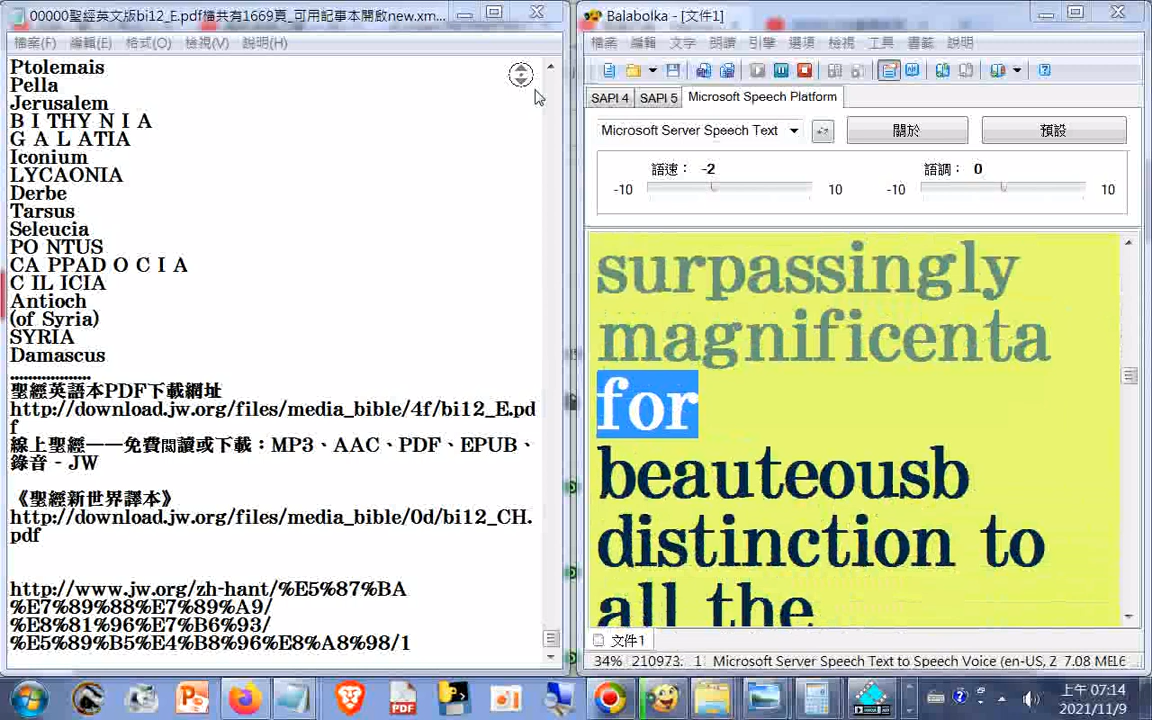 00000聖經英文版bi12_E.pdf檔共有1669頁_可用記事本開啟new.xm...
檔案(F) 編輯(E) 格式(O) 檢視(V) 說明(H)
Ptolemais
Pella
Jerusalem
B I THY N I A
G A L ATIA
Iconium
LYCAONIA
Derbe
Tarsus
Seleucia
PO NTUS
CA PPAD O C I A
C IL ICIA
Antioch
(of Syria)
SYRIA
Damascus
..................
聖經英語本PDF下載網址
http://download.jw.org/files/media_bible/4f/bi12_E.pd
f
線上聖經——免費閱讀或下載：MP3、AAC、PDF、EPUB、
錄音 - JW
《聖經新世界譯本》
http://download.jw.org/files/media_bible/0d/bi12_CH.
pdf
http://www.jw.org/zh-hant/%E5%87%BA
%E7%89%88%E7%89%A9/
%E8%81%96%E7%B6%93/
%E5%89%B5%E4%B8%96%E8%A8%98/1
Balabolka - [文件1]
檔案 編輯 文字 朗讀 引擎 選項 檢視 工具 書籤 說明
SAPI 4 SAPI 5 Microsoft Speech Platform
Microsoft Server Speech Text 關於 預設
語速： -2 語調： 0
-10 10 -10 10
surpassingly
magnificenta
for
beauteousb
distinction to
all the
文件1
34% 210973: 1 Microsoft Server Speech Text to Speech Voice (en-US, Z 7.08 МЕБ
PDF
上午 07:14
2021/11/9